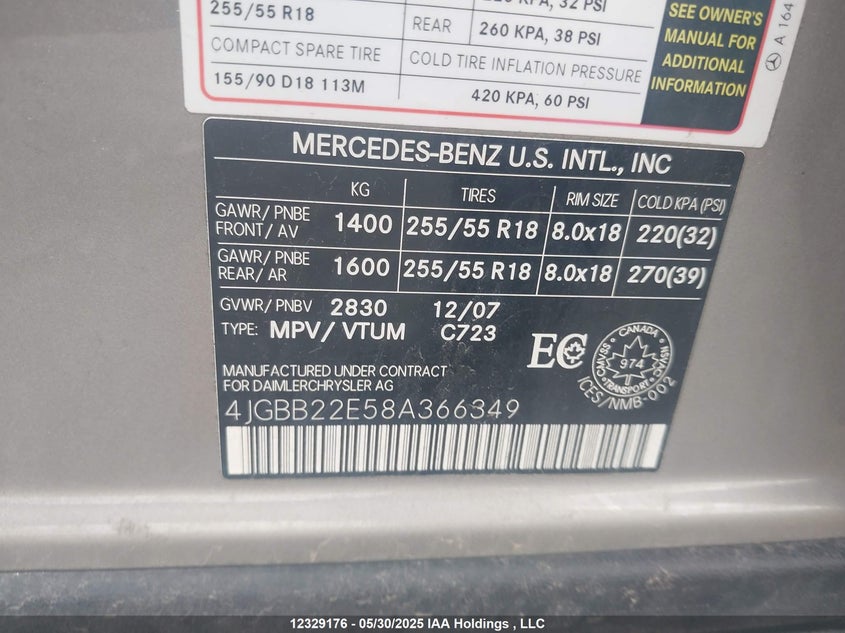 255/55 R18
REAR
KPA, 32 PSI
260 KPA, 38 PSI
COMPACT SPARE TIRE
COLD TIRE INFLATION PRESSURE
155/90 D18 113M
420 KPA, 60 PSI
SEE OWNER'S
MANUAL FOR
ADDITIONAL
INFORMATION
A 164
MERCEDES-BENZ U.S. INTL., INC
KG TIRES RIM SIZE COLD KPA (PSI)
GAWR/ PNBE
FRONT/ AV 1400 255/55 R18 8.0x18 220(32)
GAWR/ PNBE
REAR/ AR 1600 255/55 R18 8.0x18 270(39)
GVWR/ PNBV 2830 12/07
TYPE: MPV/ VTUM C723
EC
CANADA
974
TRANSPORT
NSVAC
SMVAC
ICES/NMB-002
MANUFACTURED UNDER CONTRACT
FOR DAIMLERCHRYSLER AG
4JGBB22E58A366349
12329176 - 05/30/2025 IAA Holdings , LLC